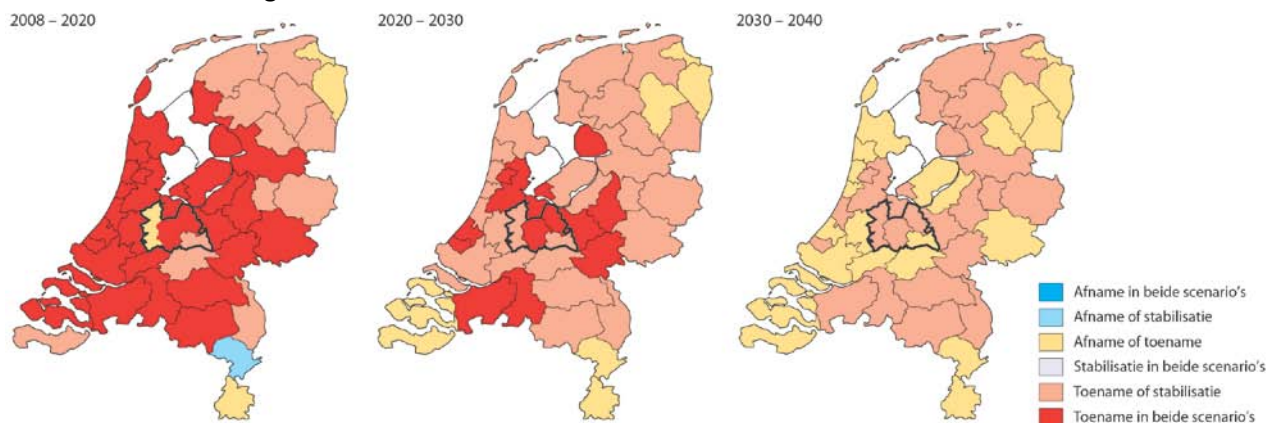 2008 – 2020
2020 – 2030
2030 – 2040
Afname in beide scenario's
Afname of stabilisatie
Afname of toename
Stabilisatie in beide scenario's
Toename of stabilisatie
Toename in beide scenario's